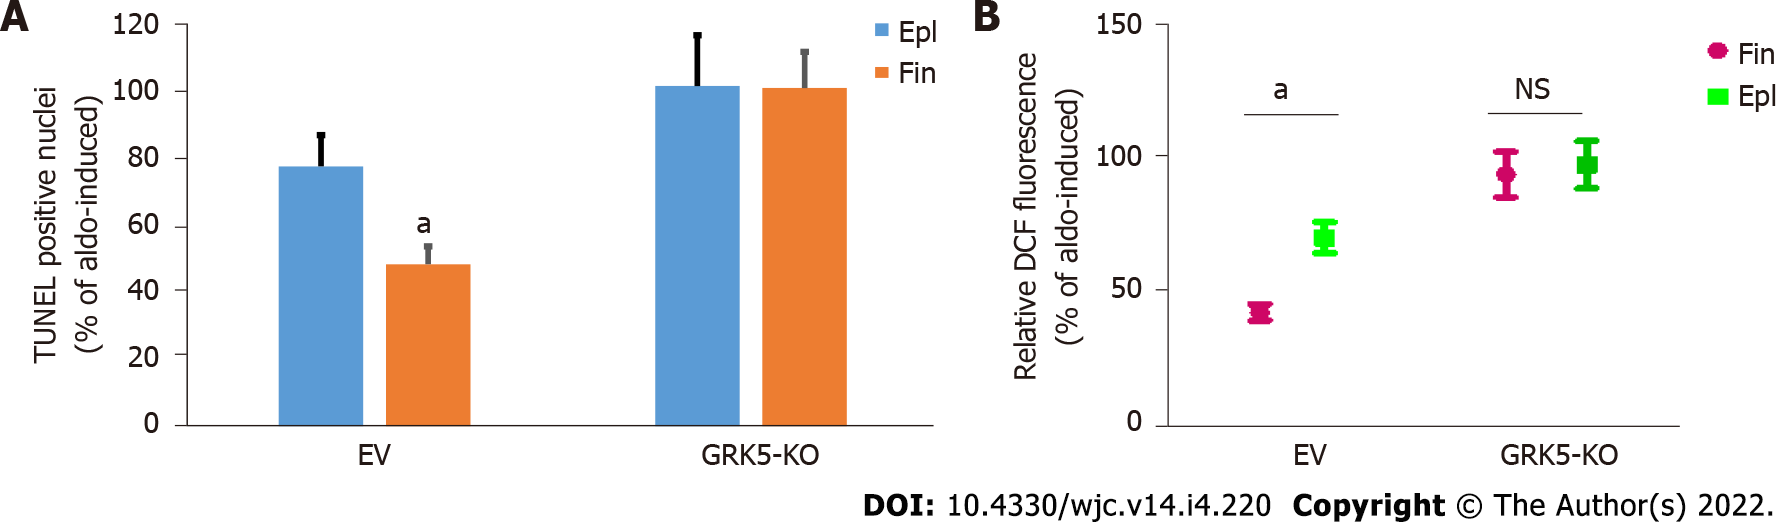 A
TUNEL positive nuclei
(% of aldo-induced)
120
100
80
60
40
20
0
a
EV
GRK5-KO
Epl
Fin
B
Relative DCF fluorescence
(% of aldo-induced)
150
100
50
0
a
NS
EV
GRK5-KO
Fin
Epl
DOI: 10.4330/wjc.v14.i4.220 Copyright © The Author(s) 2022.